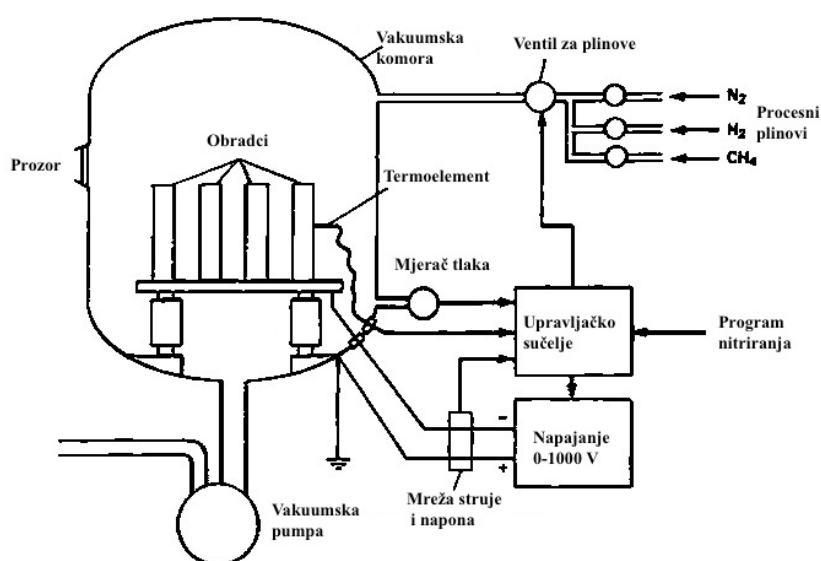 Vakuumska
komora
Ventil za plinove
N₂
Procesni
plinovi
H₂
CH₄
Obradci
Prozor
Termoelement
Mjerač tlaka
Upravljačko
sučelje
Program
nitriranja
-
Napajanje
0-1000 V
+
Mreža struje
i napona
Vakuumska
pumpa